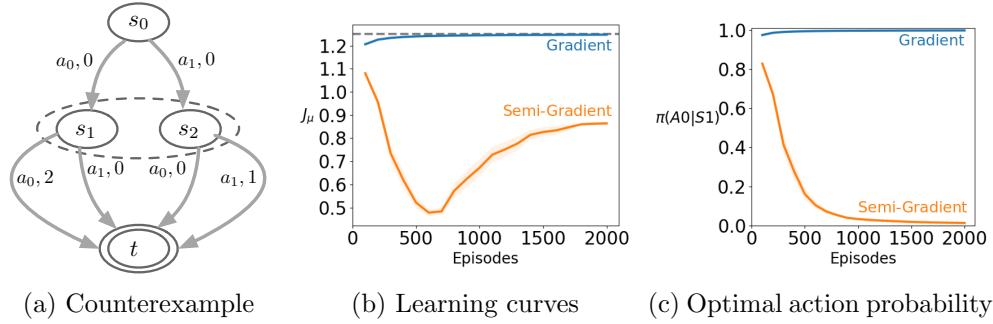 s0
a0, 0
a1, 0
s1
s2
a0, 2
a1, 0
a0, 0
a1, 1
t
(a) Counterexample
1.2
1.1
1.0
0.9
0.8
0.7
0.6
0.5
Jμ
Gradient
Semi-Gradient
0
500
1000
1500
2000
Episodes
(b) Learning curves
1.0
0.8
0.6
0.4
0.2
0.0
π(A0|S1)
Gradient
Semi-Gradient
0
500
1000
1500
2000
Episodes
(c) Optimal action probability